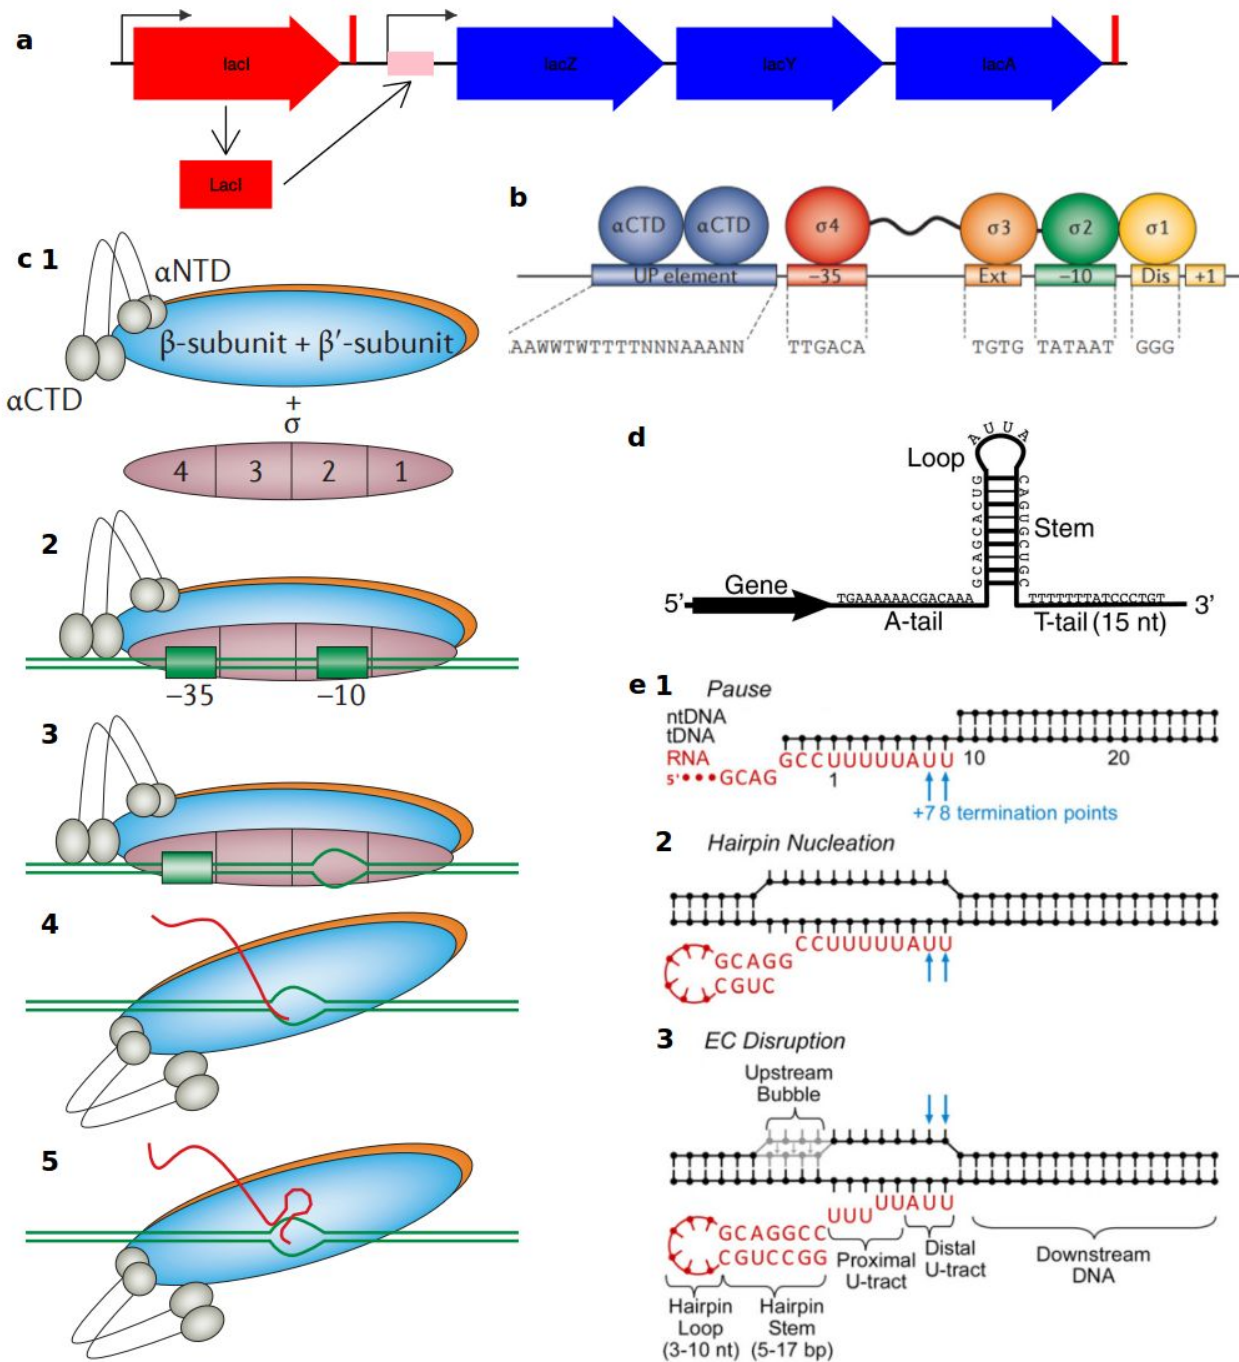 a
lacI
lacZ
lacY
lacA
LacI
b
αCTD
αCTD
σ4
σ3
σ2
σ1
UP element
−35
Ext
−10
Dis
+1
AAWWTWTTTTNNNAAANN
TTGACA
TGTG
TATAAT
GGG
c 1
αNTD
β-subunit + β′-subunit
αCTD
+
σ
4
3
2
1
2
−35
−10
3
4
5
d
AUUA
Loop
GCAGCACUG
CAGUGCUGC
Stem
Gene
5'
TGAAAAAACGACAAA
TTTTTTTATCCCTGT
3'
A-tail
T-tail (15 nt)
e 1 Pause
ntDNA
tDNA
RNA
GCCUUUUUAUU
10
20
5' GCAG
1
+7 8 termination points
2 Hairpin Nucleation
CCUUUUUAUU
GCAGG
CGUC
3 EC Disruption
Upstream
Bubble
UUAUU
UUU
GCAGGCC
CGUCCGG
Proximal
U-tract
Distal
U-tract
Downstream
DNA
Hairpin
Loop
(3-10 nt)
Hairpin
Stem
(5-17 bp)